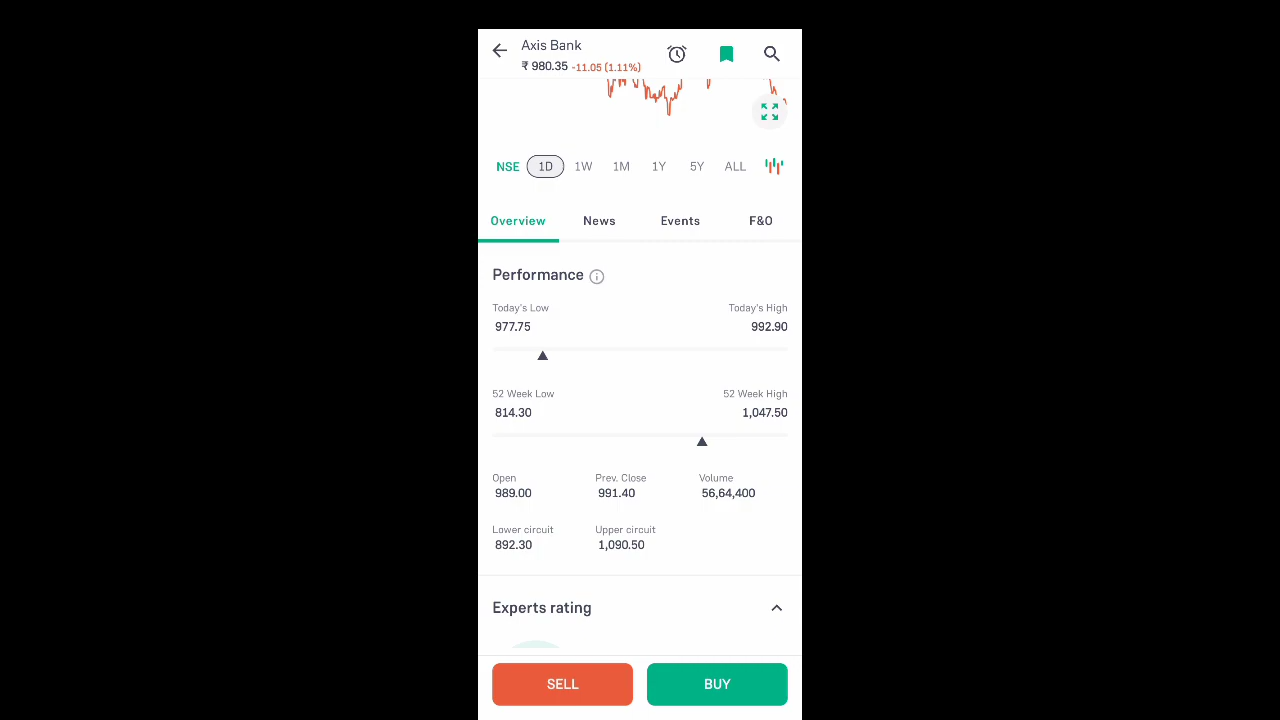 Axis Bank
₹ 980.35 -11.05 (1.11%)
NSE 1D 1W 1M 1Y 5Y ALL
Overview News Events F&O
Performance
Today's Low Today's High
977.75 992.90
52 Week Low 52 Week High
814.30 1,047.50
Open Prev. Close Volume
989.00 991.40 56,64,400
Lower circuit Upper circuit
892.30 1,090.50
Experts rating
SELL BUY